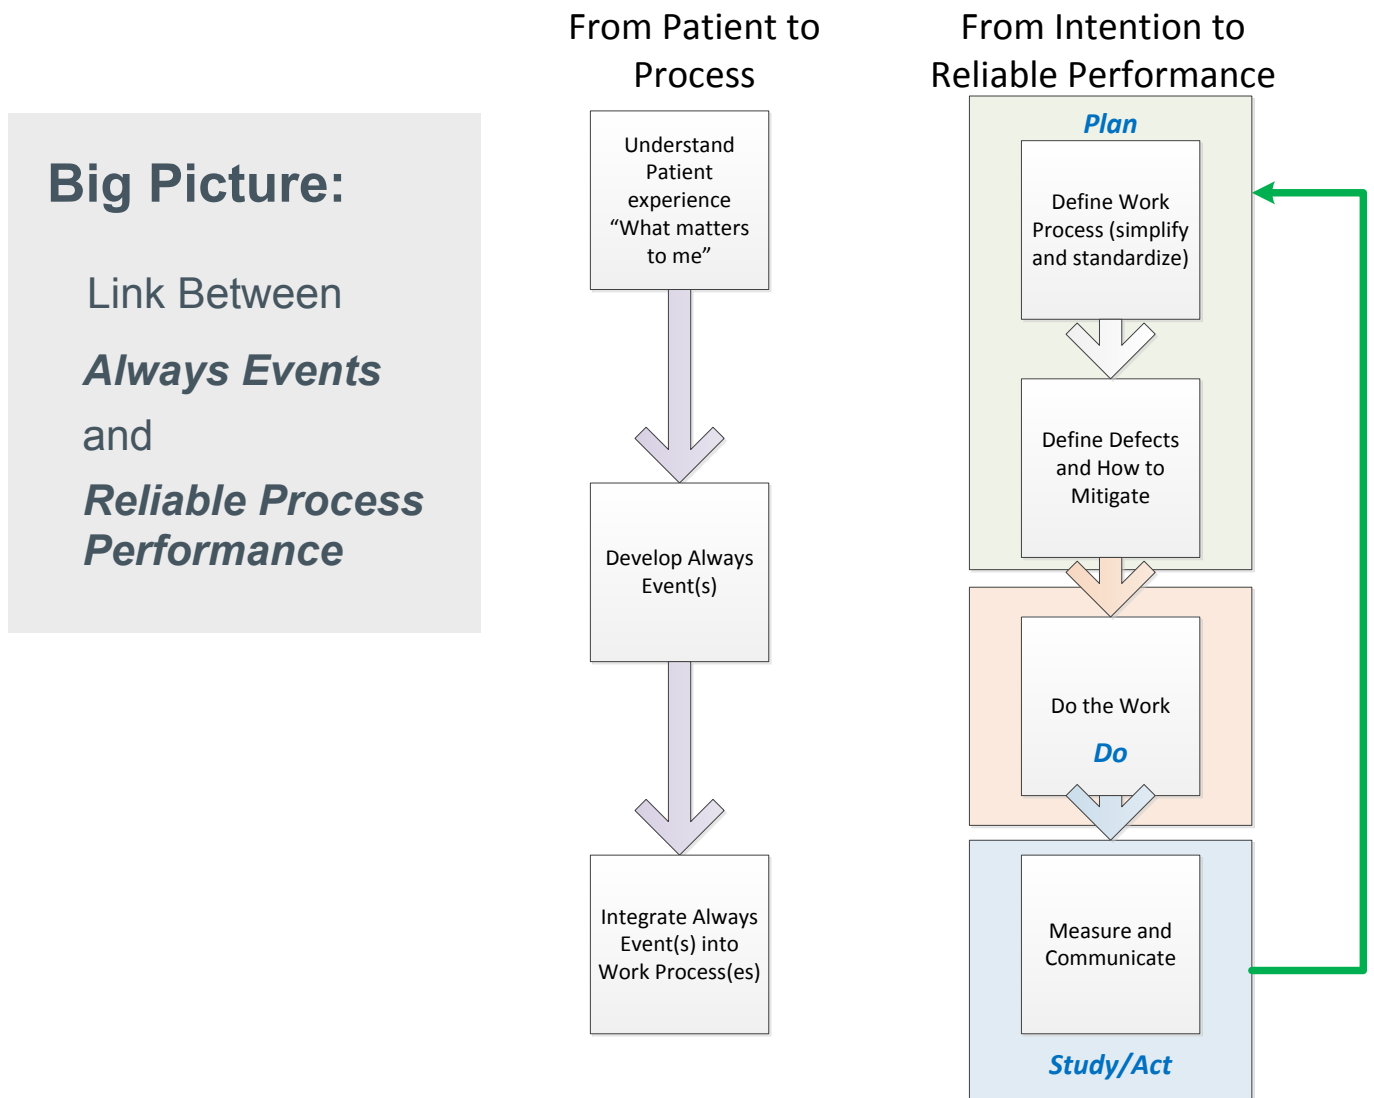 Big Picture:
Link Between
Always Events
and
Reliable Process
Performance
From Patient to
Process
Understand
Patient
experience
“What matters
to me”
Develop Always
Event(s)
Integrate Always
Event(s) into
Work Process(es)
From Intention to
Reliable Performance
Plan
Define Work
Process (simplify
and standardize)
Define Defects
and How to
Mitigate
Do the Work
Do
Measure and
Communicate
Study/Act